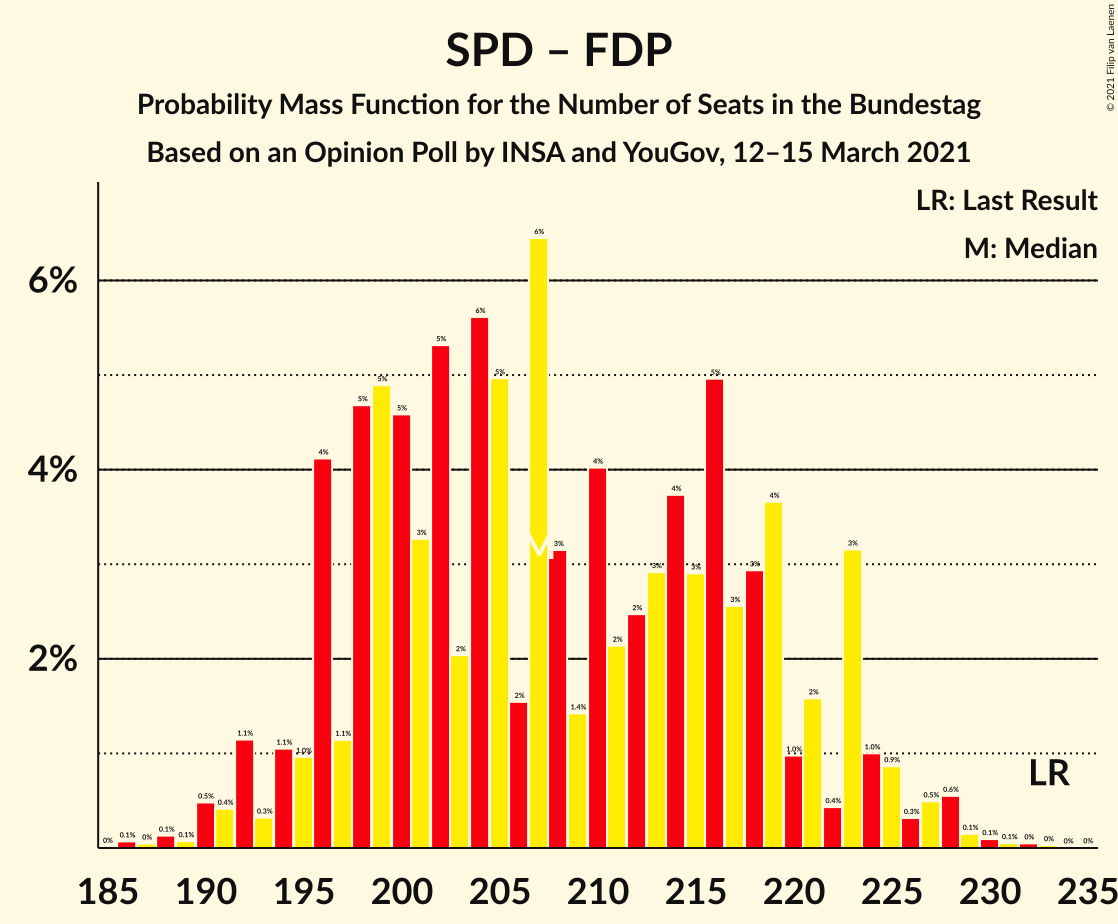 SPD – FDP
Probability Mass Function for the Number of Seats in the Bundestag
Based on an Opinion Poll by INSA and YouGov, 12–15 March 2021
© 2021 Filip van Laenen
LR: Last Result
M: Median
6%
4%
2%
0% 0.1% 0% 0.1% 0.1% 0.5% 0.4% 1.1% 0.3% 1.1% 1.0% 4% 1.1% 5% 5% 5% 3% 5% 2% 6% 5% 2% 6% 3% 1.4% 4% 2% 2% 3% 4% 3% 5% 3% 3% 4% 1.0% 2% 0.4% 3% 1.0% 0.9% 0.3% 0.5% 0.6% 0.1% 0.1% 0.1% 0% 0% 0% 0%
M
LR
185 190 195 200 205 210 215 220 225 230 235